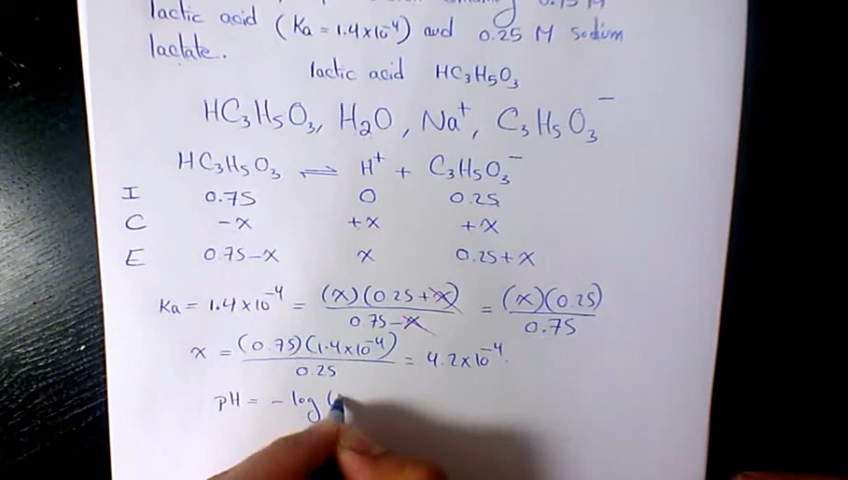 0.75 M
lactic acid (Ka = 1.4x10⁻⁴) and 0.25 M sodium
lactate.
lactic acid HC₃H₅O₃
HC₃H₅O₃, H₂O, Na⁺, C₃H₅O₃⁻
HC₃H₅O₃ ⇌ H⁺ + C₃H₅O₃⁻
I 0.75 0 0.25
C -x +x +x
E 0.75-x x 0.25+x
Ka = 1.4x10⁻⁴ = (x)(0.25+x) / 0.75-x = (x)(0.25) / 0.75
x = (0.75)(1.4x10⁻⁴) / 0.25 = 4.2x10⁻⁴.
pH = - log (